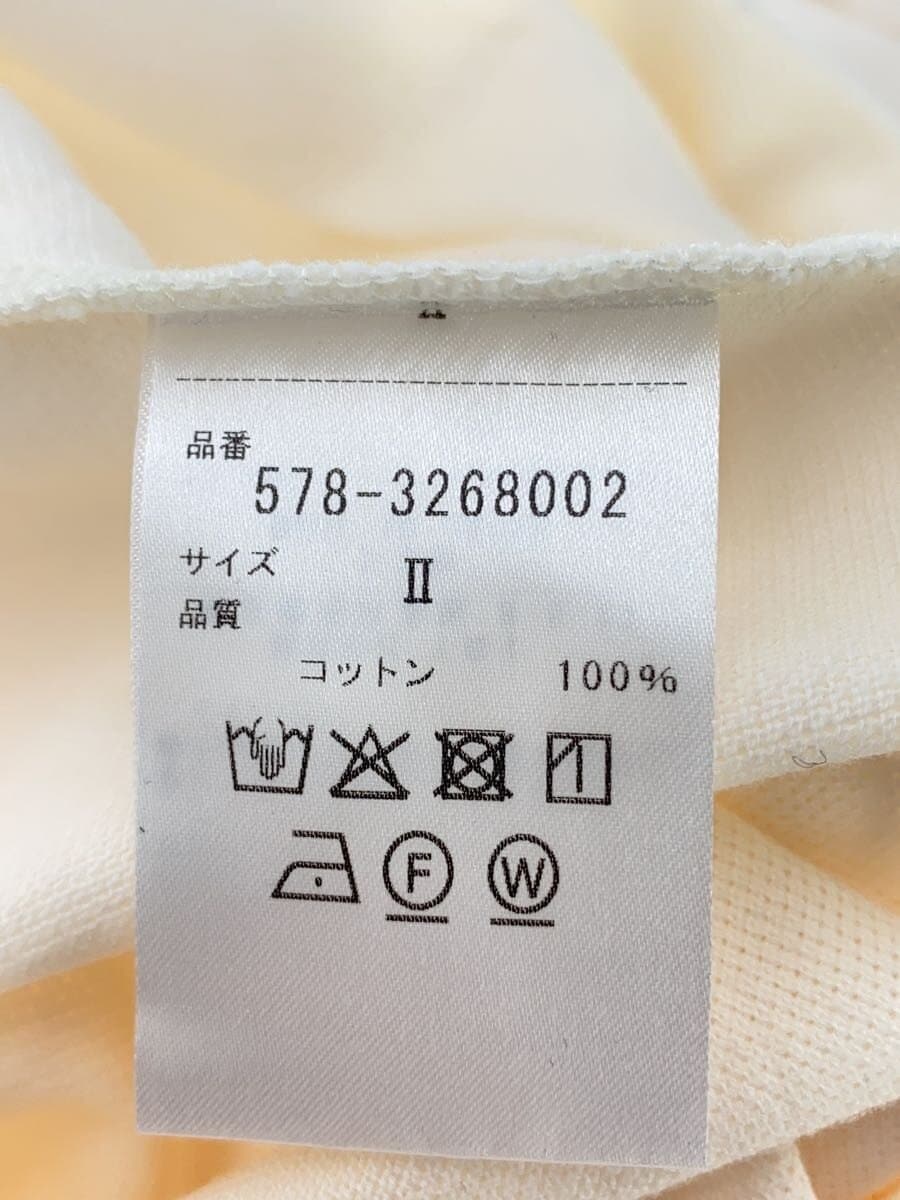 品番
578-3268002
サイズ II
品質
コットン 100%
F W